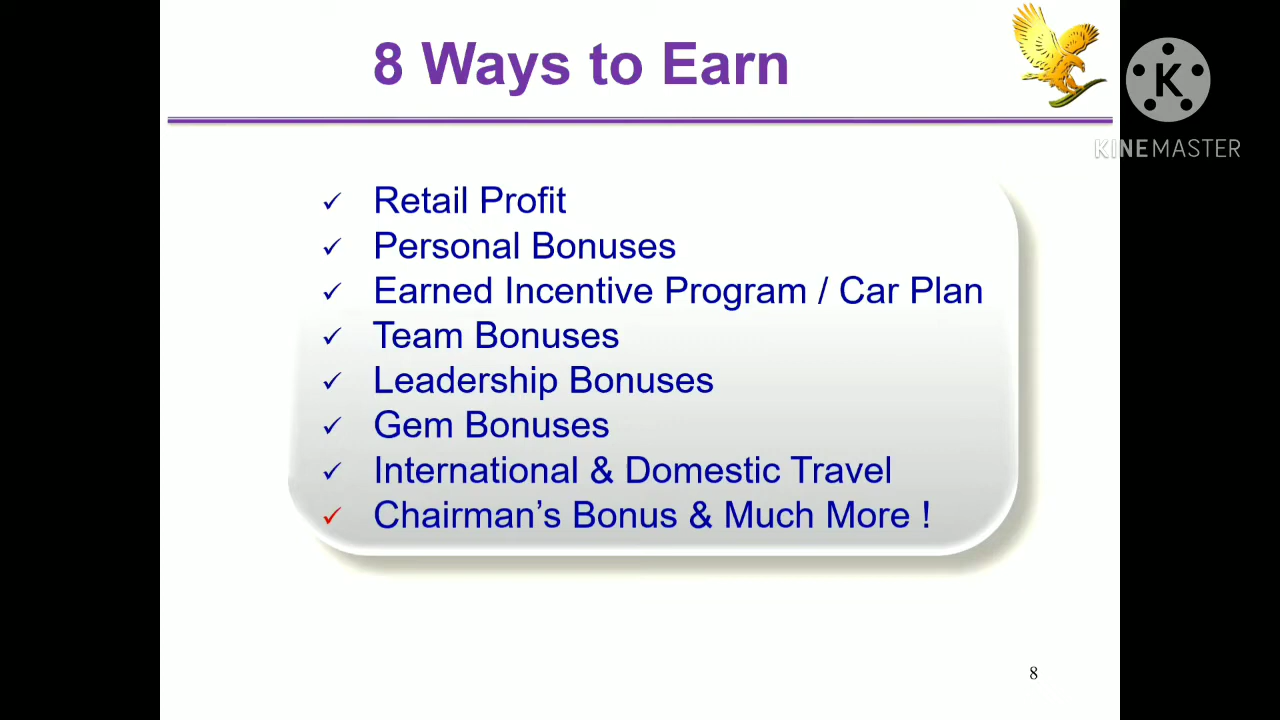 8 Ways to Earn
K
KINEMASTER
✓ Retail Profit
✓ Personal Bonuses
✓ Earned Incentive Program / Car Plan
✓ Team Bonuses
✓ Leadership Bonuses
✓ Gem Bonuses
✓ International & Domestic Travel
✓ Chairman’s Bonus & Much More !
8